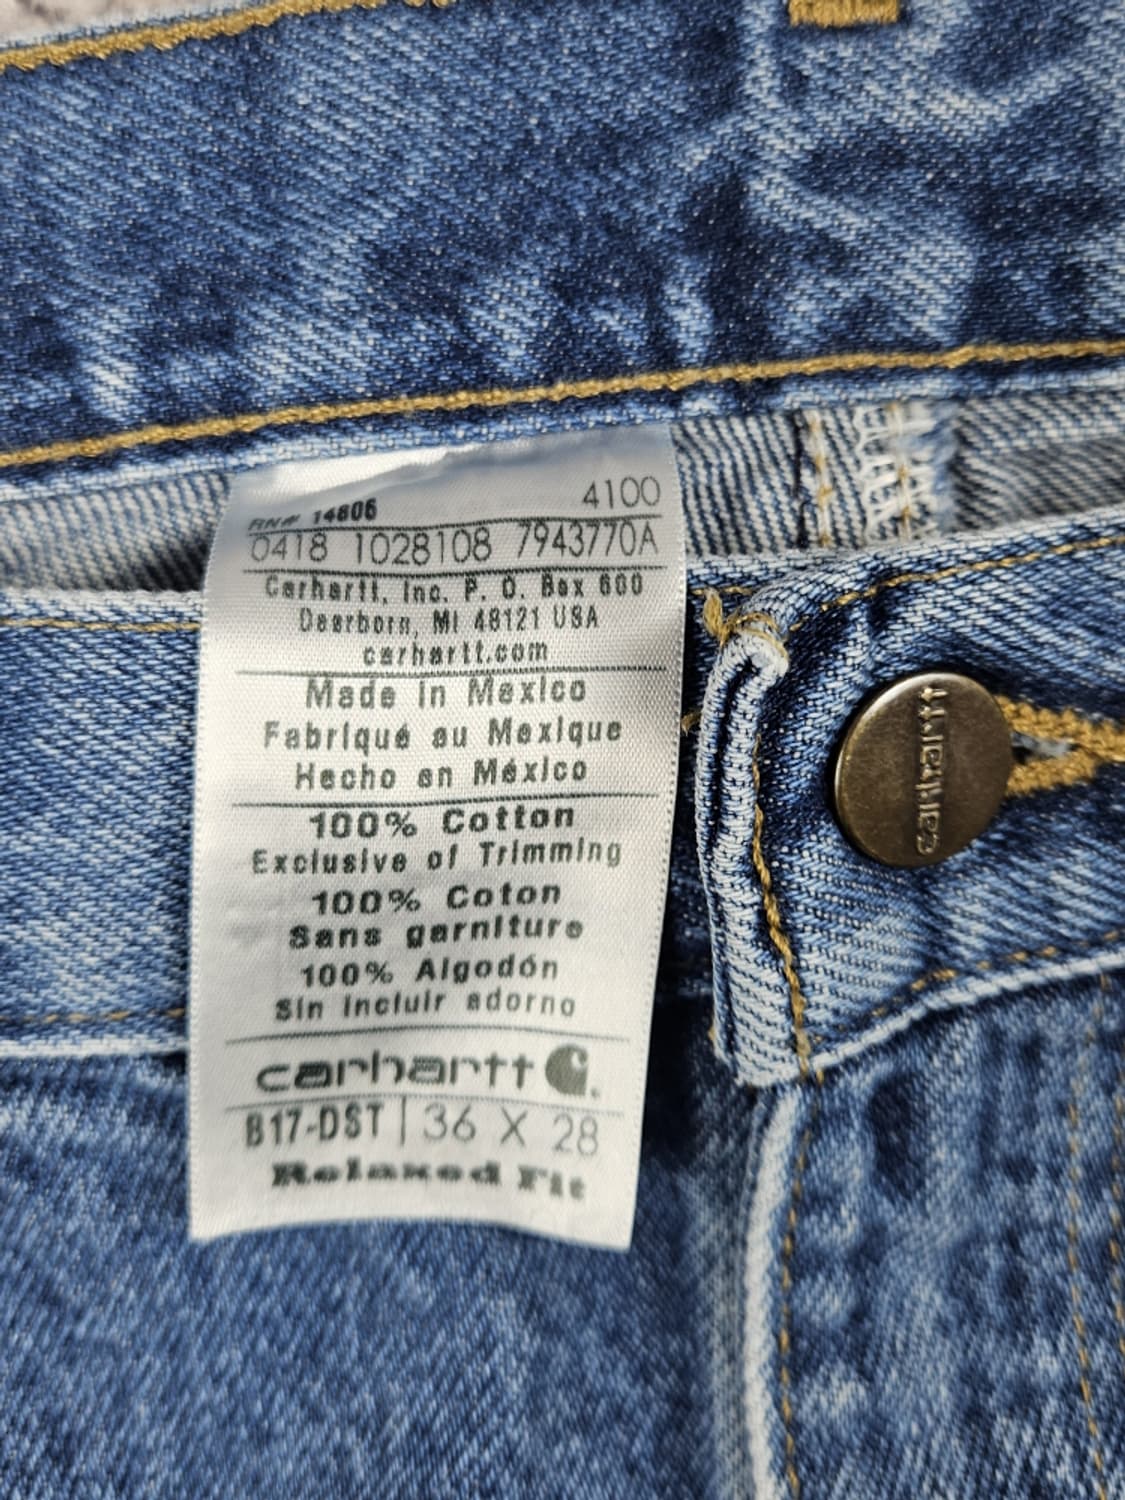 RN# 14806 4100
0418 1028108 7943770A
Carhartt, Inc. P. O. Box 600
Dearborn, MI 48121 USA
carhartt.com
Made in Mexico
Fabriqué au Mexique
Hecho en México
100% Cotton
Exclusive of Trimming
100% Coton
Sans garniture
100% Algodón
Sin incluir adorno
carhartt
B17-DST | 36 X 28
Relaxed Fit
carhartt